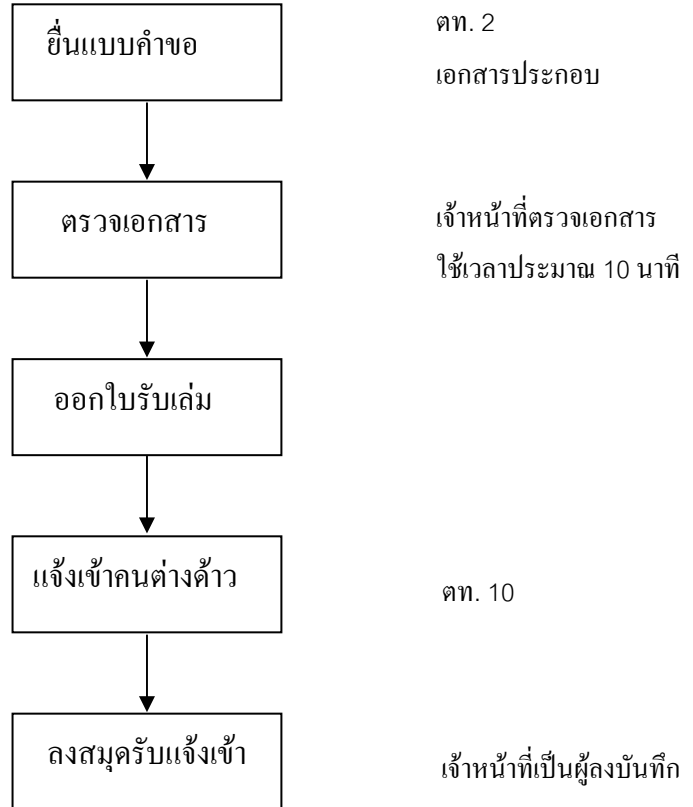 ยื่นแบบคำขอ
ตท. 2
เอกสารประกอบ
ตรวจเอกสาร
เจ้าหน้าที่ตรวจเอกสาร
ใช้เวลาประมาณ 10 นาที
ออกใบรับเล่ม
แจ้งเข้าคนต่างด้าว
ตท. 10
ลงสมุดรับแจ้งเข้า
เจ้าหน้าที่เป็นผู้ลงบันทึก